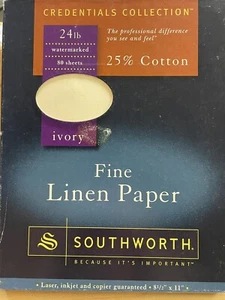 CREDENTIALS COLLECTION™
24lb
watermarked
80 sheets
The professional difference
you see and feel™
25% Cotton
ivory
Fine
Linen Paper
S
SOUTHWORTH®
BECAUSE IT'S IMPORTANT™
• Laser, inkjet and copier guaranteed • 8½" x 11" •